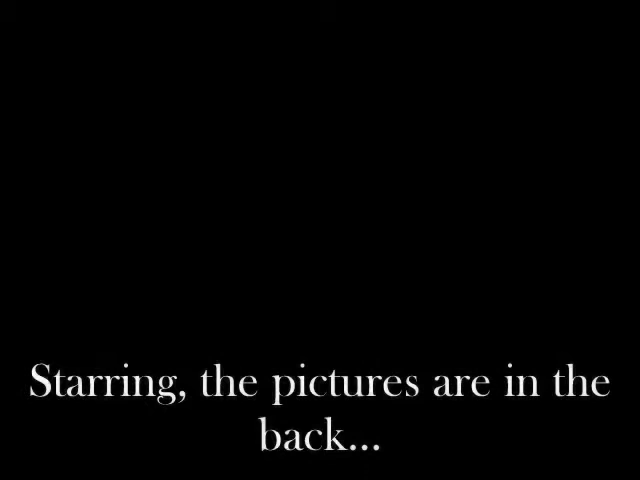 Starring, the pictures are in the
back...